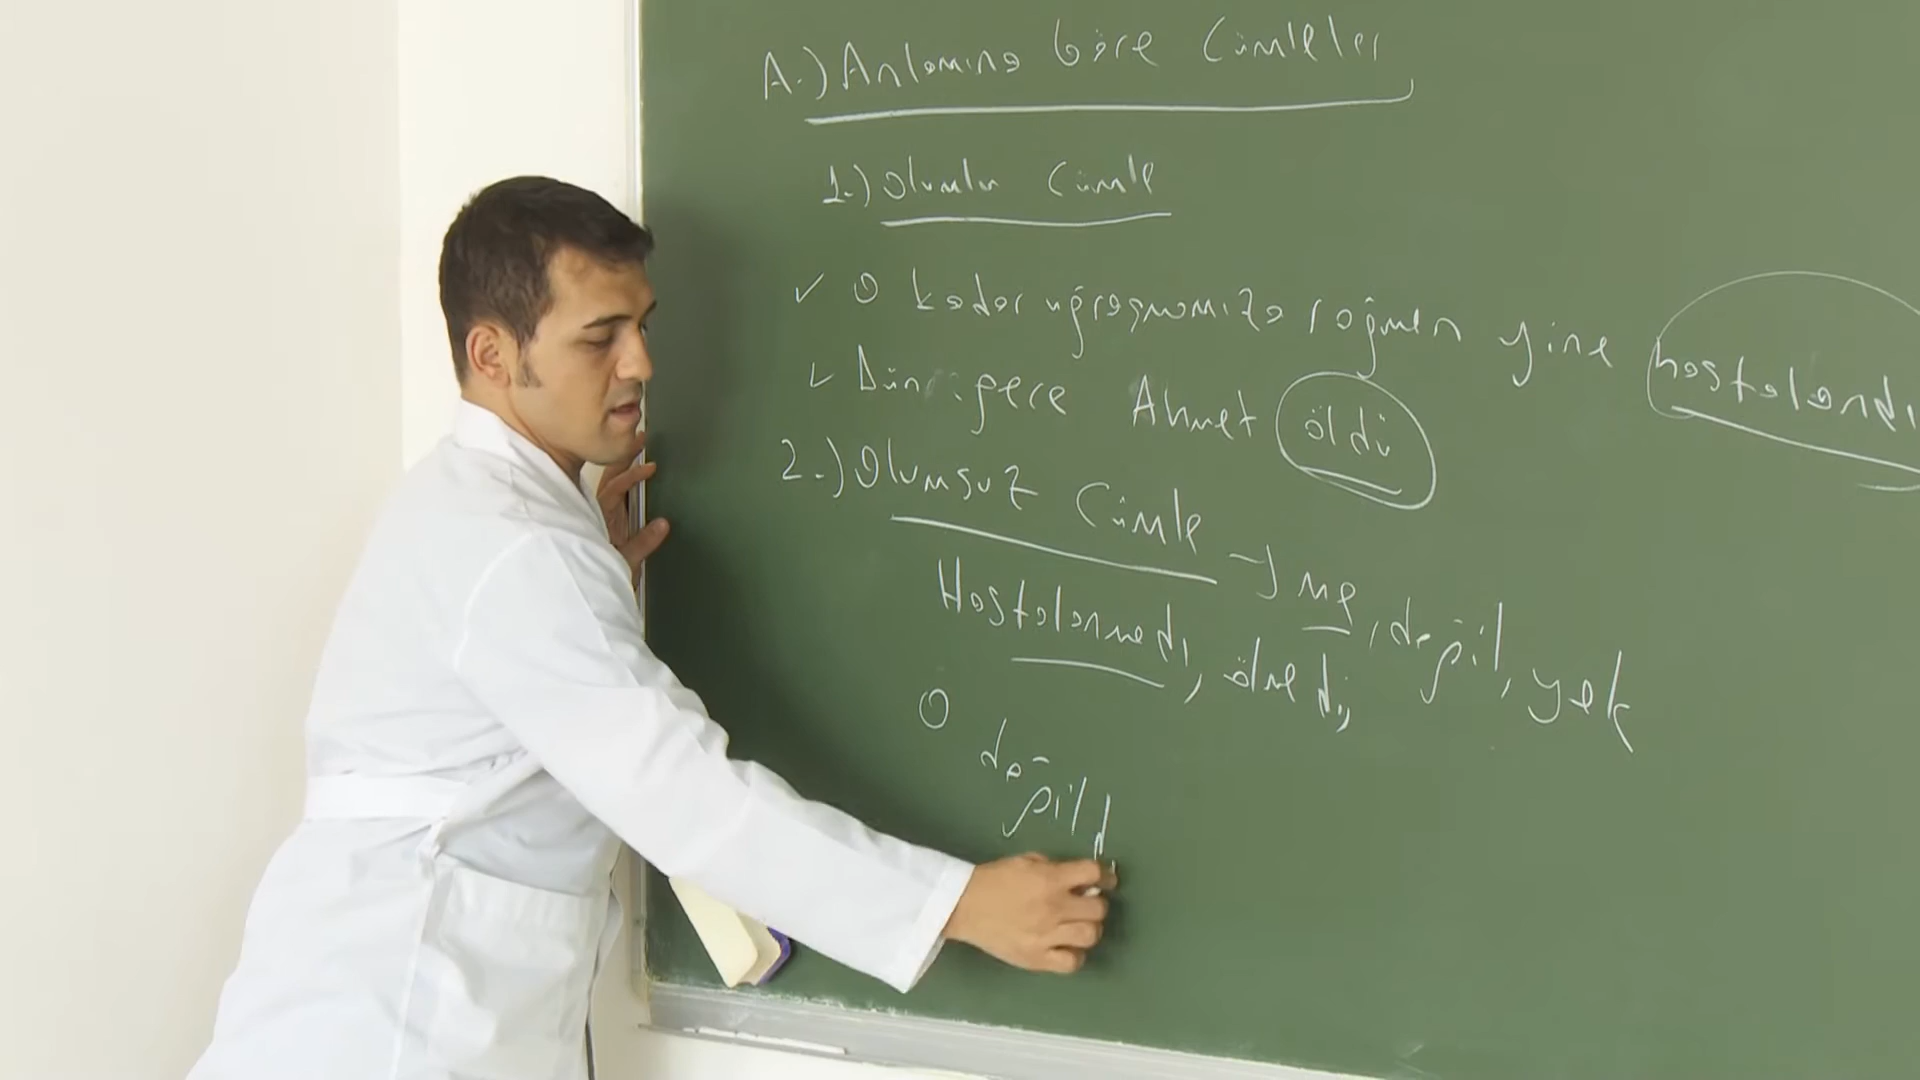 A.) Anlamına Göre Cümleler
1.) Olumlu Cümle
✓ O kadar uğraşmamıza rağmen yine hastalandı
✓ Dün gece Ahmet öldü
2.) Olumsuz Cümle → me, değil, yok
Hastalanmadı, ölmedi,
O değild